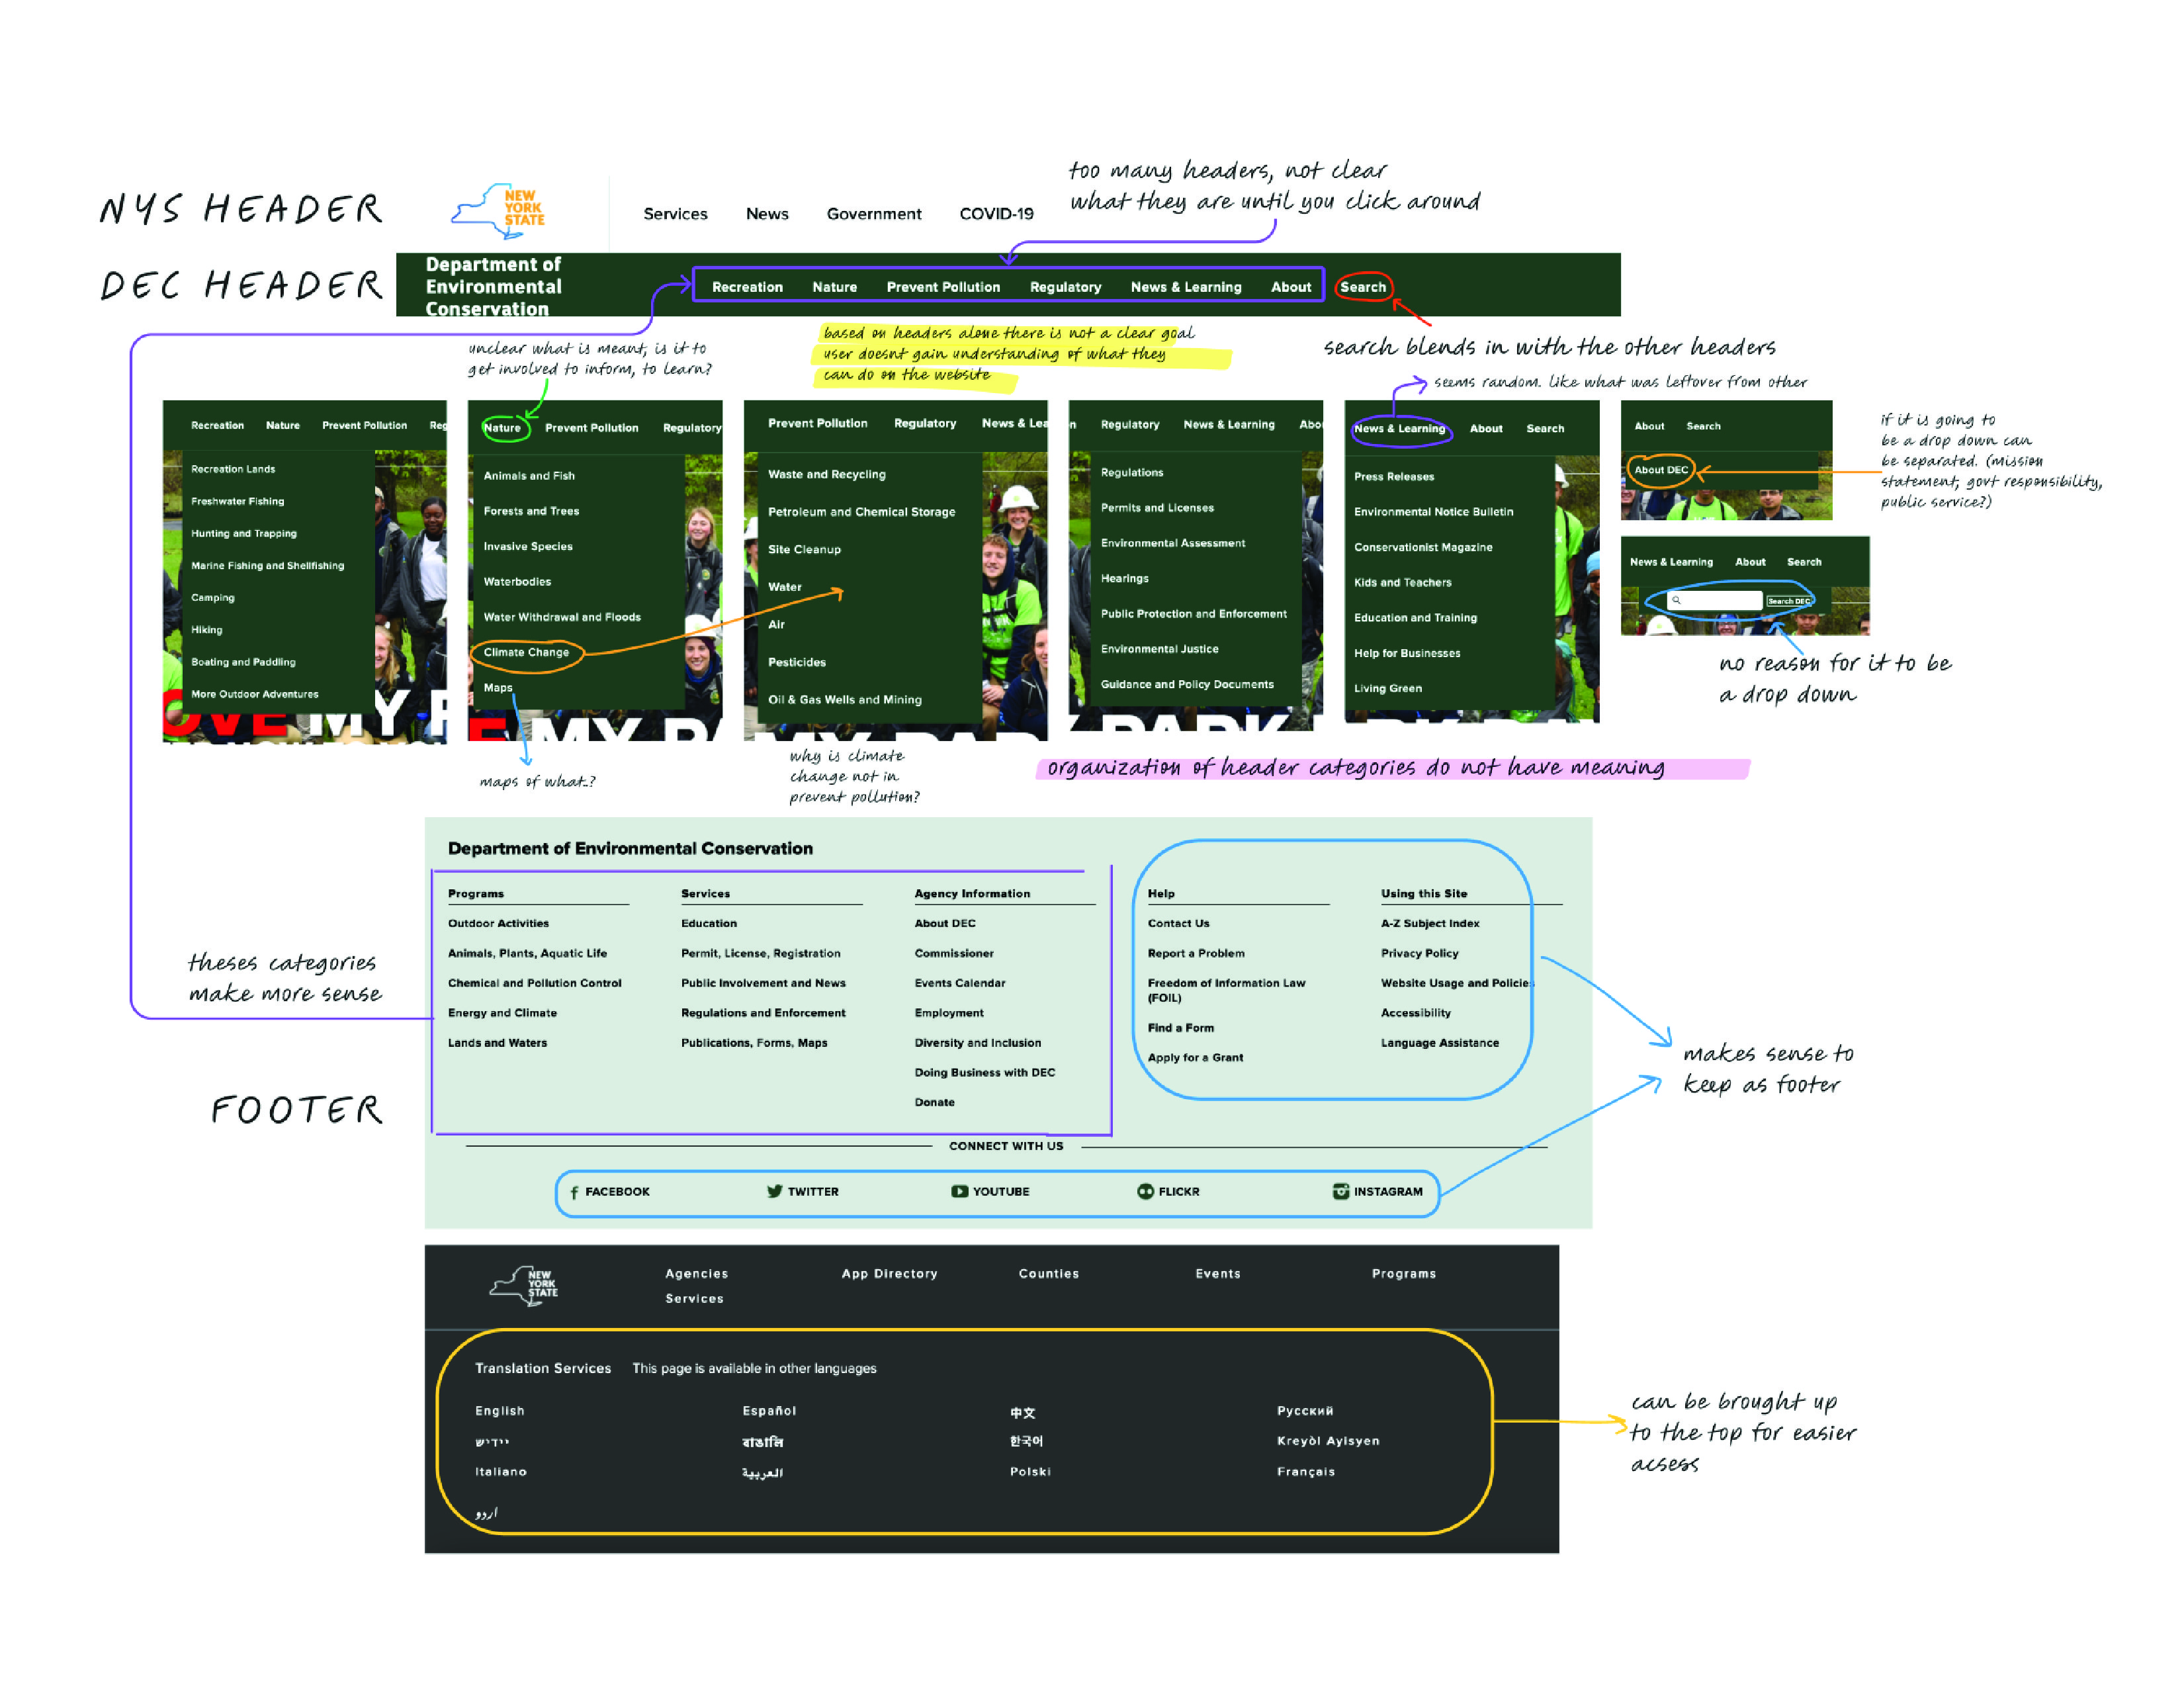 too many headers, not clear
what they are until you click around
NYS HEADER
NEW
YORK
STATE
Services News Government COVID-19
DEC HEADER
Department of
Environmental
Conservation
Recreation Nature Prevent Pollution Regulatory News & Learning About Search
based on headers alone there is not a clear goal
user doesnt gain understanding of what they
can do on the website
unclear what is meant, is it to
get involved to inform, to learn?
search blends in with the other headers
seems random. like what was leftover from other
Recreation Nature Prevent Pollution Reg
Recreation Lands
Freshwater Fishing
Hunting and Trapping
Marine Fishing and Shellfishing
Camping
Hiking
Boating and Paddling
More Outdoor Adventures
OVE MY P
Nature Prevent Pollution Regulatory
Animals and Fish
Forests and Trees
Invasive Species
Waterbodies
Water Withdrawal and Floods
Climate Change
Maps
E MY PA
maps of what..?
Prevent Pollution Regulatory News & Lea
Waste and Recycling
Petroleum and Chemical Storage
Site Cleanup
Water
Air
Pesticides
Oil & Gas Wells and Mining
MY PAR
why is climate
change not in
prevent pollution?
n Regulatory News & Learning Abo
Regulations
Permits and Licenses
Environmental Assessment
Hearings
Public Protection and Enforcement
Environmental Justice
Guidance and Policy Documents
PARK
News & Learning About Search
Press Releases
Environmental Notice Bulletin
Conservationist Magazine
Kids and Teachers
Education and Training
Help for Businesses
Living Green
About Search
About DEC
if it is going to
be a drop down can
be separated. (mission
statement, govt responsibility,
public service?)
News & Learning About Search
Search DEC
no reason for it to be
a drop down
organization of header categories do not have meaning
Department of Environmental Conservation
Programs
Outdoor Activities
Animals, Plants, Aquatic Life
Chemical and Pollution Control
Energy and Climate
Lands and Waters
Services
Education
Permit, License, Registration
Public Involvement and News
Regulations and Enforcement
Publications, Forms, Maps
Agency Information
About DEC
Commissioner
Events Calendar
Employment
Diversity and Inclusion
Doing Business with DEC
Donate
Help
Contact Us
Report a Problem
Freedom of Information Law
(FOIL)
Find a Form
Apply for a Grant
Using this Site
A-Z Subject Index
Privacy Policy
Website Usage and Policies
Accessibility
Language Assistance
theses categories
make more sense
FOOTER
makes sense to
keep as footer
CONNECT WITH US
FACEBOOK TWITTER YOUTUBE FLICKR INSTAGRAM
NEW
YORK
STATE
Agencies App Directory Counties Events Programs
Services
Translation Services This page is available in other languages
English Español 中文 Русский
יידיש বাঙালি 한국어 Kreyòl Ayisyen
Italiano العربية Polski Français
اردو
can be brought up
to the top for easier
acsess